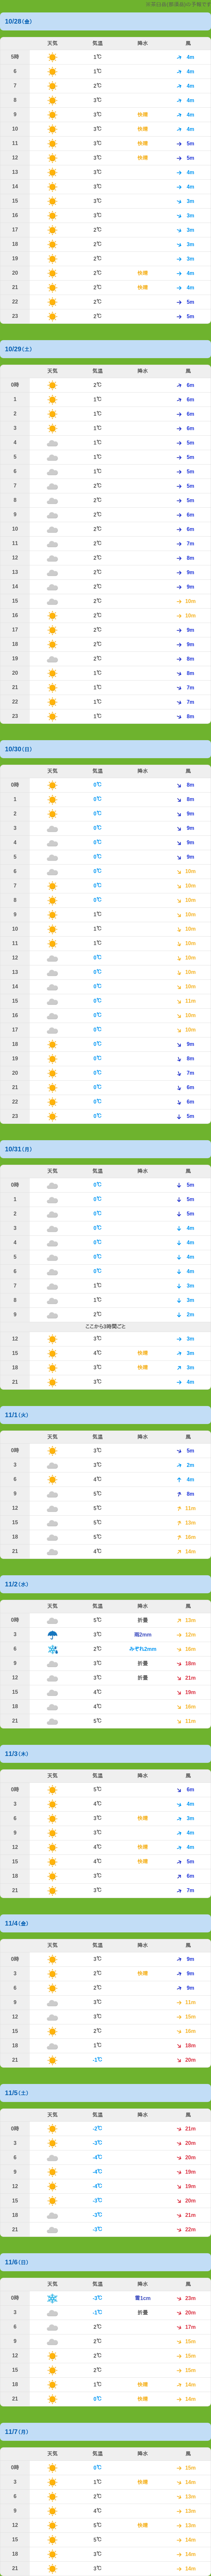 10/28(金)
天気 気温 降水 風
5時 1℃ 4m
6 1℃ 4m
7 2℃ 4m
8 3℃ 4m
9 3℃ 快晴 4m
10 3℃ 快晴 4m
11 3℃ 快晴 5m
12 3℃ 快晴 5m
13 3℃ 4m
14 3℃ 4m
15 3℃ 3m
16 3℃ 3m
17 2℃ 3m
18 2℃ 3m
19 2℃ 3m
20 2℃ 快晴 4m
21 2℃ 快晴 4m
22 2℃ 5m
23 2℃ 5m
10/29(土)
天気 気温 降水 風
0時 2℃ 6m
1 1℃ 6m
2 1℃ 6m
3 1℃ 6m
4 1℃ 5m
5 1℃ 5m
6 1℃ 5m
7 2℃ 5m
8 2℃ 5m
9 2℃ 6m
10 2℃ 6m
11 2℃ 7m
12 2℃ 8m
13 2℃ 9m
14 2℃ 9m
15 2℃ 10m
16 2℃ 10m
17 2℃ 9m
18 2℃ 9m
19 2℃ 8m
20 1℃ 8m
21 1℃ 7m
22 1℃ 7m
23 1℃ 8m
10/30(日)
天気 気温 降水 風
0時 0℃ 8m
1 0℃ 8m
2 0℃ 9m
3 0℃ 9m
4 0℃ 9m
5 0℃ 9m
6 0℃ 10m
7 0℃ 10m
8 0℃ 10m
9 1℃ 10m
10 1℃ 10m
11 1℃ 10m
12 0℃ 10m
13 0℃ 10m
14 0℃ 10m
15 0℃ 11m
16 0℃ 10m
17 0℃ 10m
18 0℃ 9m
19 0℃ 8m
20 0℃ 7m
21 0℃ 6m
22 0℃ 6m
23 0℃ 5m
10/31(月)
天気 気温 降水 風
0時 0℃ 5m
1 0℃ 5m
2 0℃ 5m
3 0℃ 4m
4 0℃ 4m
5 0℃ 4m
6 0℃ 4m
7 1℃ 3m
8 1℃ 3m
9 2℃ 2m
ここから3時間ごと
12 3℃ 3m
15 4℃ 快晴 3m
18 3℃ 快晴 3m
21 3℃ 4m
11/1(火)
天気 気温 降水 風
0時 3℃ 5m
3 3℃ 2m
6 4℃ 4m
9 5℃ 8m
12 5℃ 11m
15 5℃ 13m
18 5℃ 16m
21 4℃ 14m
11/2(水)
天気 気温 降水 風
0時 5℃ 折曇 13m
3 3℃ 雨2mm 11m
6 2℃ みぞれ2mm 16m
9 3℃ 折曇 18m
12 3℃ 折曇 21m
15 4℃ 19m
18 4℃ 16m
21 5℃ 11m
11/3(木)
天気 気温 降水 風
0時 5℃ 6m
3 4℃ 4m
6 3℃ 快晴 3m
9 3℃ 4m
12 4℃ 快晴 4m
15 4℃ 快晴 5m
18 3℃ 6m
21 3℃ 7m
11/4(金)
天気 気温 降水 風
0時 3℃ 9m
3 2℃ 快晴 9m
6 2℃ 9m
9 3℃ 11m
12 3℃ 15m
15 2℃ 16m
18 1℃ 18m
21 -1℃ 20m
11/5(土)
天気 気温 降水 風
0時 -2℃ 21m
3 -3℃ 20m
6 -4℃ 20m
9 -4℃ 19m
12 -4℃ 19m
15 -3℃ 20m
18 -3℃ 21m
21 -3℃ 22m
11/6(日)
天気 気温 降水 風
0時 -3℃ 雪1cm 23m
3 -1℃ 折曇 20m
6 2℃ 17m
9 2℃ 15m
12 2℃ 15m
15 2℃ 15m
18 1℃ 快晴 14m
21 0℃ 快晴 14m
11/7(月)
天気 気温 降水 風
0時 0℃ 15m
3 1℃ 快晴 14m
6 2℃ 13m
9 4℃ 13m
12 5℃ 快晴 13m
15 5℃ 14m
18 3℃ 14m
21 3℃ 14m